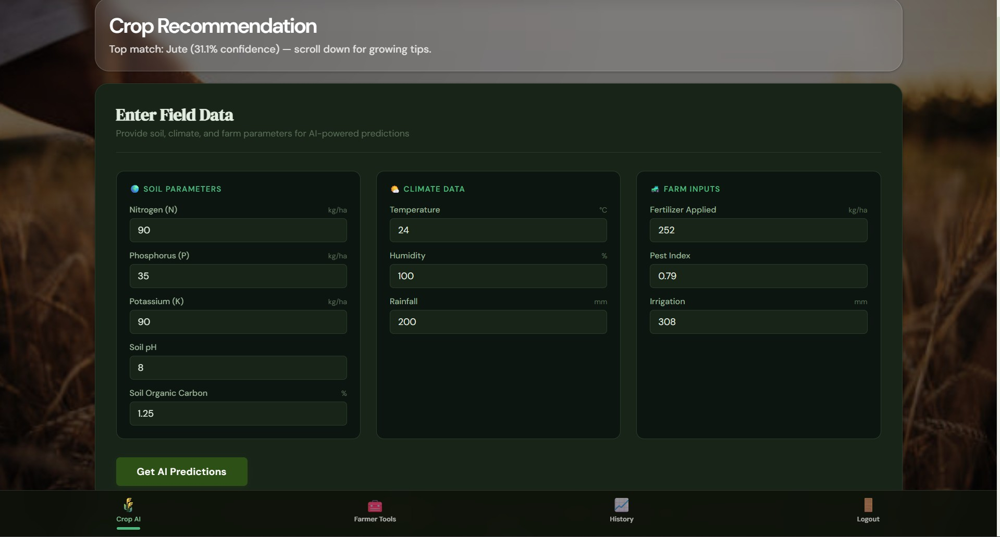 Crop Recommendation
Top match: Jute (31.1% confidence) — scroll down for growing tips.
Enter Field Data
Provide soil, climate, and farm parameters for AI-powered predictions
SOIL PARAMETERS
Nitrogen (N) kg/ha
90
Phosphorus (P) kg/ha
35
Potassium (K) kg/ha
90
Soil pH
8
Soil Organic Carbon %
1.25
CLIMATE DATA
Temperature °C
24
Humidity %
100
Rainfall mm
200
FARM INPUTS
Fertilizer Applied kg/ha
252
Pest Index
0.79
Irrigation mm
308
Get AI Predictions
Crop AI
Farmer Tools
History
Logout